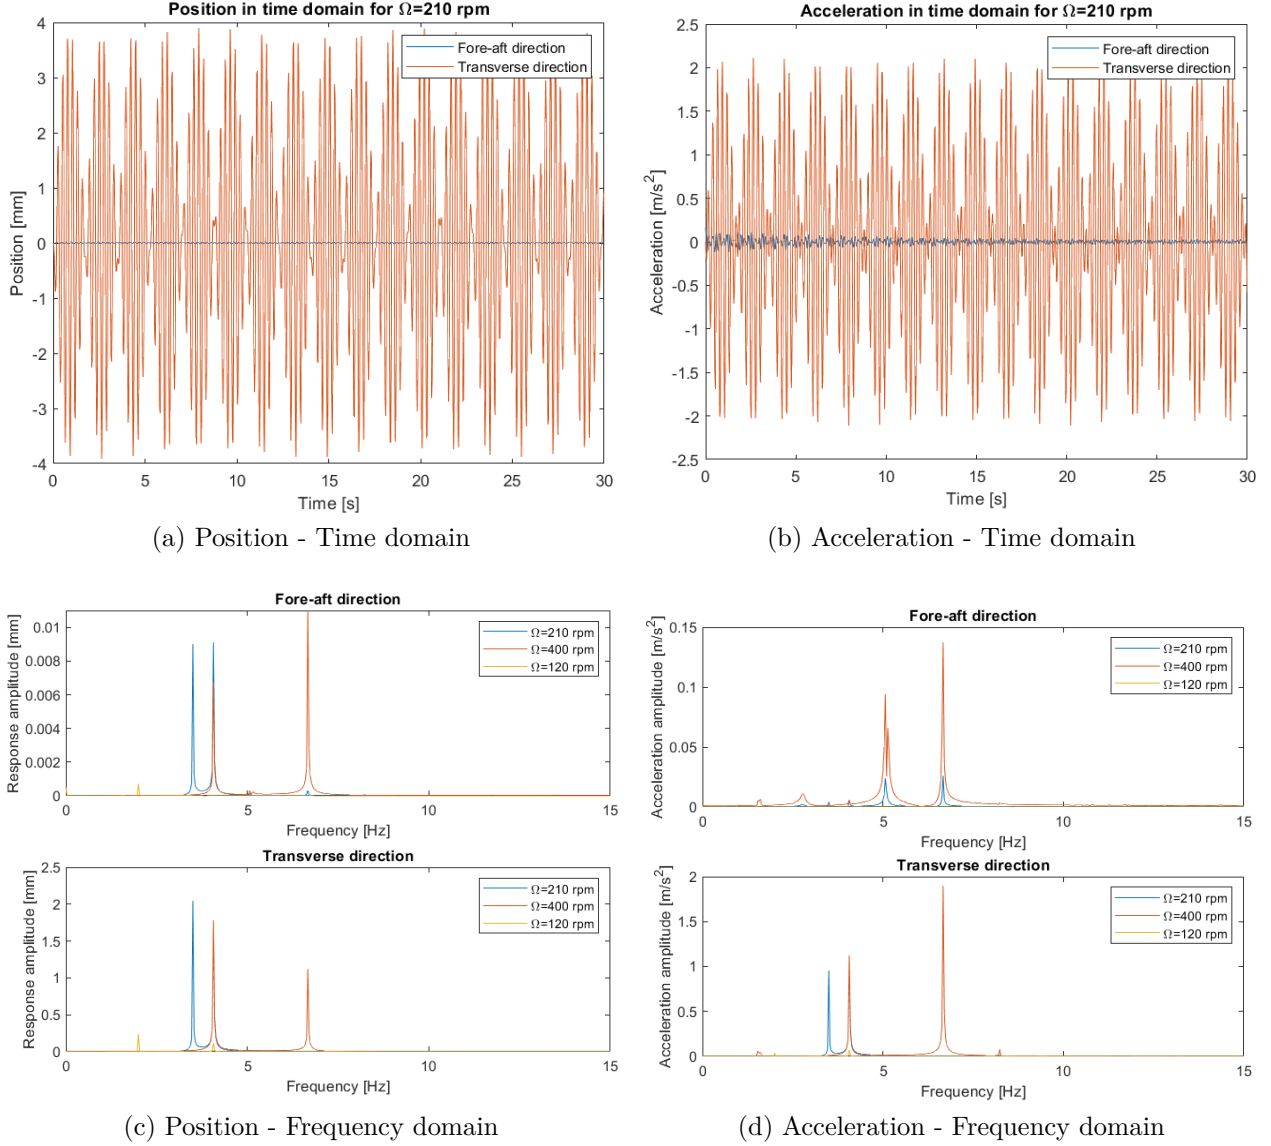 Position in time domain for Ω=210 rpm
Position [mm]
4
3
2
1
0
-1
-2
-3
-4
Fore-aft direction
Transverse direction
0 5 10 15 20 25 30
Time [s]
(a) Position - Time domain
Acceleration in time domain for Ω=210 rpm
Acceleration [m/s²]
2.5
2
1.5
1
0.5
0
-0.5
-1
-1.5
-2
-2.5
Fore-aft direction
Transverse direction
0 5 10 15 20 25 30
Time [s]
(b) Acceleration - Time domain
Fore-aft direction
Response amplitude [mm]
0.01
0.008
0.006
0.004
0.002
0
Ω=210 rpm
Ω=400 rpm
Ω=120 rpm
0 5 10 15
Frequency [Hz]
Transverse direction
Response amplitude [mm]
2.5
2
1.5
1
0.5
0
Ω=210 rpm
Ω=400 rpm
Ω=120 rpm
0 5 10 15
Frequency [Hz]
(c) Position - Frequency domain
Fore-aft direction
Acceleration amplitude [m/s²]
0.15
0.1
0.05
0
Ω=210 rpm
Ω=400 rpm
Ω=120 rpm
0 5 10 15
Frequency [Hz]
Transverse direction
Acceleration amplitude [m/s²]
2
1.5
1
0.5
0
Ω=210 rpm
Ω=400 rpm
Ω=120 rpm
0 5 10 15
Frequency [Hz]
(d) Acceleration - Frequency domain